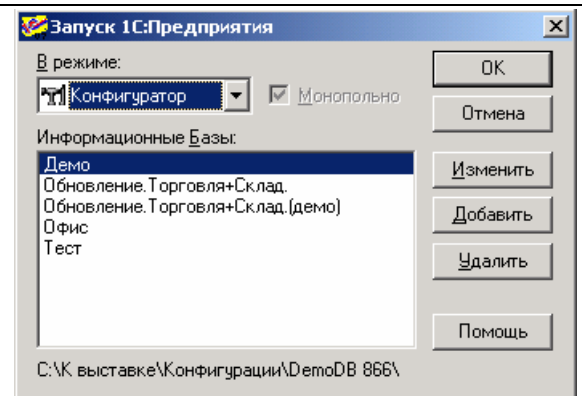 Запуск 1С:Предприятия
В режиме:
Конфигуратор
Монопольно
Информационные Базы:
Демо
Обновление.Торговля+Склад.
Обновление.Торговля+Склад.(демо)
Офис
Тест
OK
Отмена
Изменить
Добавить
Удалить
Помощь
C:\К выставке\Конфигурации\DemoDB 866\